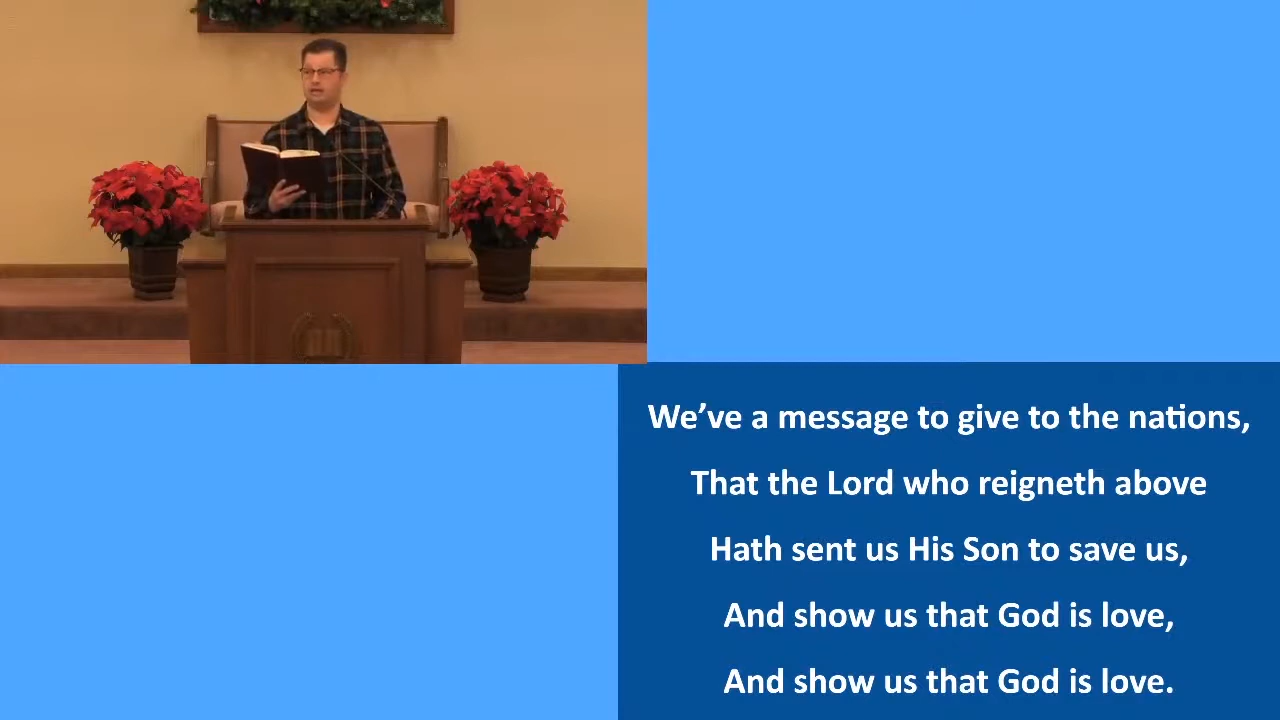 We’ve a message to give to the nations,
That the Lord who reigneth above
Hath sent us His Son to save us,
And show us that God is love,
And show us that God is love.